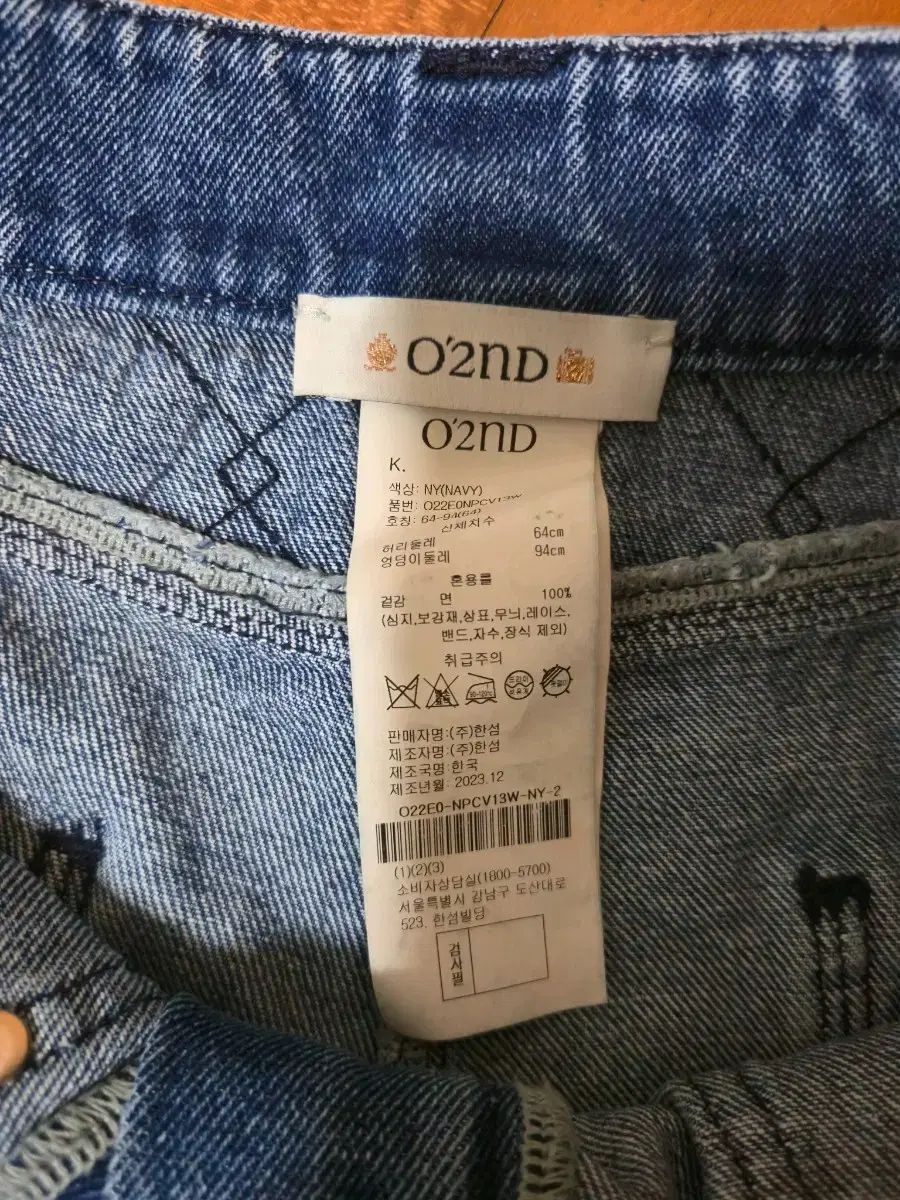 O'2ND
O'2ND
K.
색상: NY(NAVY)
품번: O22E0NPCV13W
호칭: 64-94(64)
신체치수
허리둘레 64cm
엉덩이둘레 94cm
혼용률
겉감 면 100%
(심지,보강재,상표,무늬,레이스,
밴드,자수,장식 제외)
취급주의
80~120℃
드라이
판매자명:(주)한섬
제조자명:(주)한섬
제조국명:한국
제조년월: 2023.12
O22E0-NPCV13W-NY-2
(1)(2)(3)
소비자상담실(1800-5700)
서울특별시 강남구 도산대로
523, 한섬빌딩
검사필